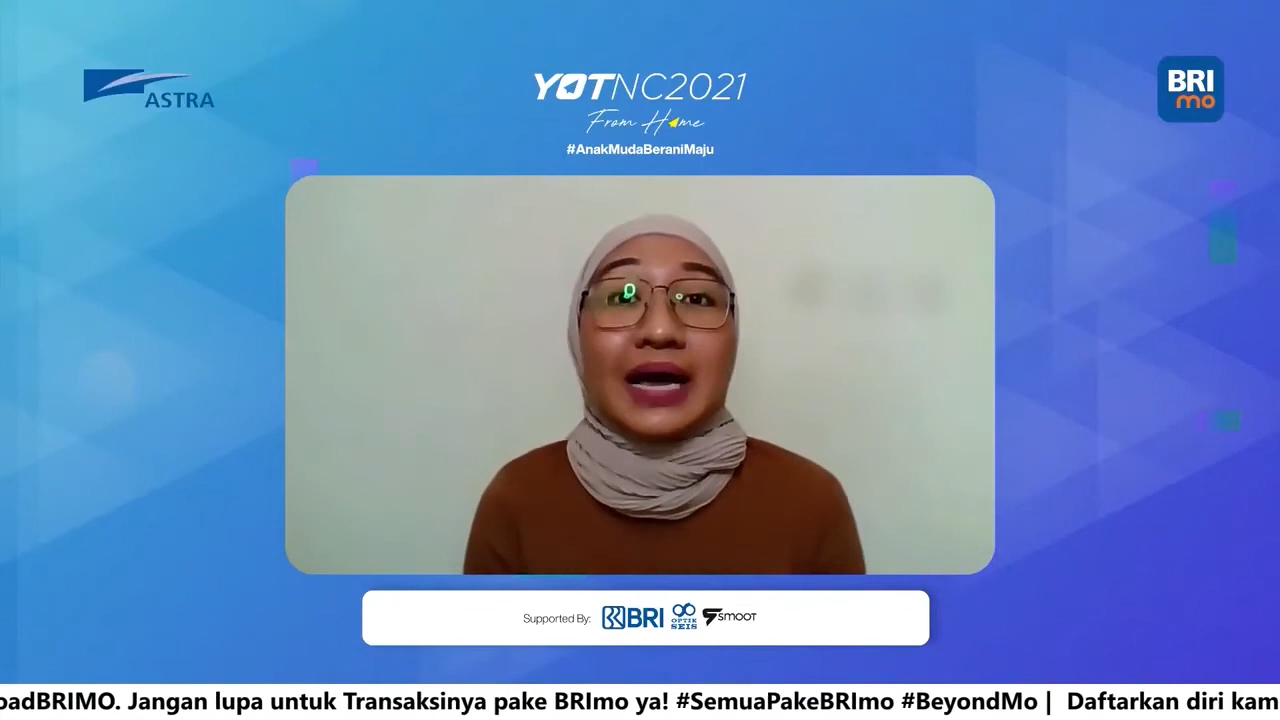 ASTRA
YOTNC2021
From Home
#AnakMudaBeraniMaju
BRI
mo
Supported By:
BRI
OPTIK
SEIS
SMOOT
oadBRIMO. Jangan lupa untuk Transaksinya pake BRImo ya! #SemuaPakeBRImo #BeyondMo | Daftarkan diri kam